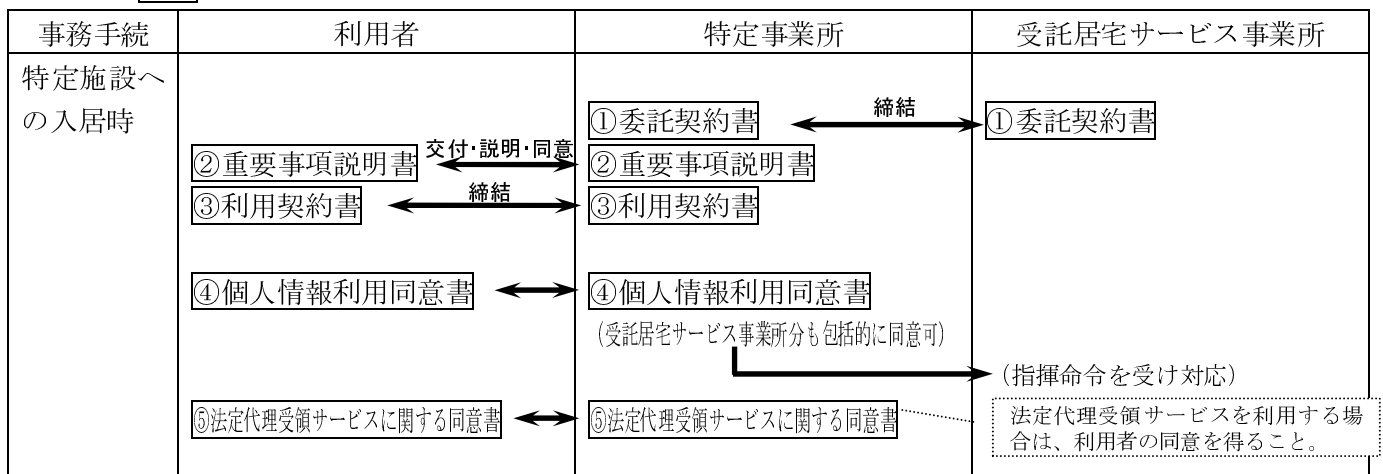 事務手続 利用者 特定事業所 受託居宅サービス事業所
特定施設へ
の入居時
①委託契約書 締結 ①委託契約書
②重要事項説明書 交付・説明・同意 ②重要事項説明書
③利用契約書 締結 ③利用契約書
④個人情報利用同意書 ④個人情報利用同意書
(受託居宅サービス事業所分も包括的に同意可)
(指揮命令を受け対応)
⑤法定代理受領サービスに関する同意書 ⑤法定代理受領サービスに関する同意書
法定代理受領サービスを利用する場
合は、利用者の同意を得ること。